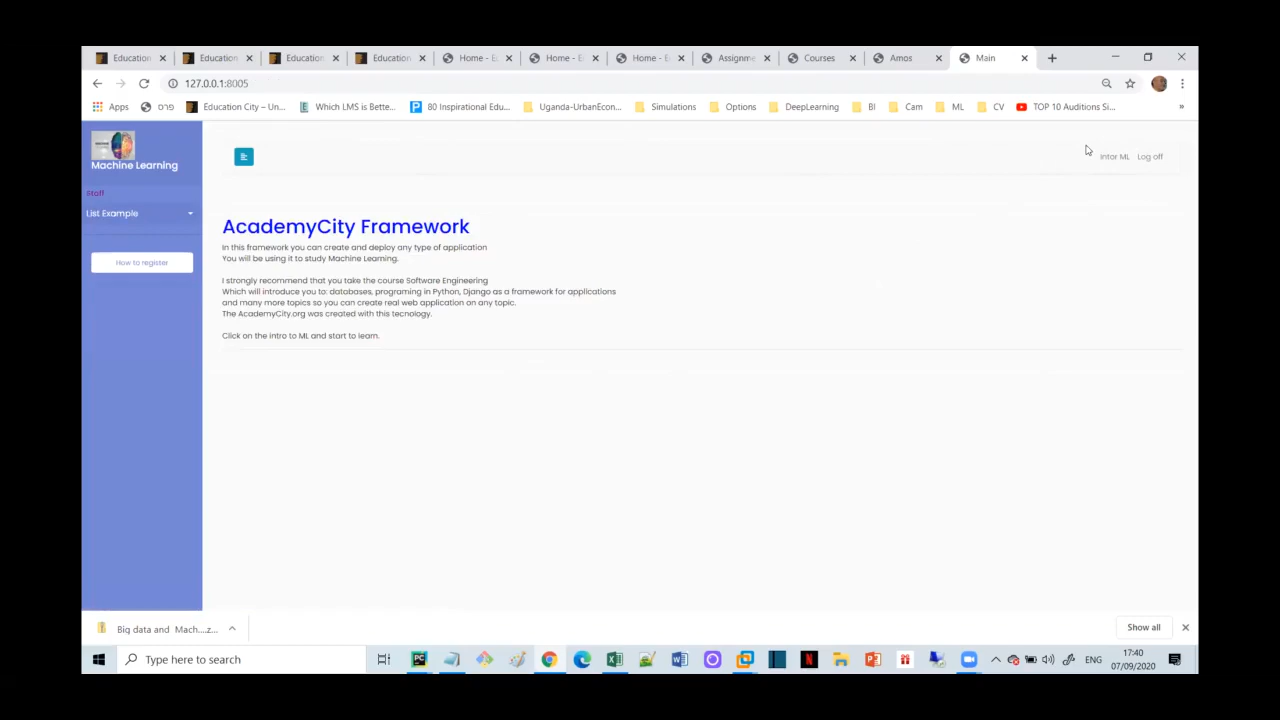 Education
Education
Education
Education
Home - E
Home - E
Home - E
Assignme
Courses
Amos
Main
127.0.0.1:8005
Apps
פרס
Education City – Un...
Which LMS is Bette...
80 Inspirational Edu...
Uganda-UrbanEcon...
Simulations
Options
DeepLearning
BI
Cam
ML
CV
TOP 10 Auditions Si...
»
Machine Learning
Staff
List Example
How to register
Intor ML
Log off
AcademyCity Framework
In this framework you can create and deploy any type of application
You will be using it to study Machine Learning.
I strongly recommend that you take the course Software Engineering
Which will introduce you to: databases, programing in Python, Django as a framework for applications
and many more topics so you can create real web application on any topic.
The AcademyCity.org was created with this tecnology.
Click on the intro to ML and start to learn.
Big data and Mach....z...
Show all
Type here to search
ENG
17:40
07/09/2020